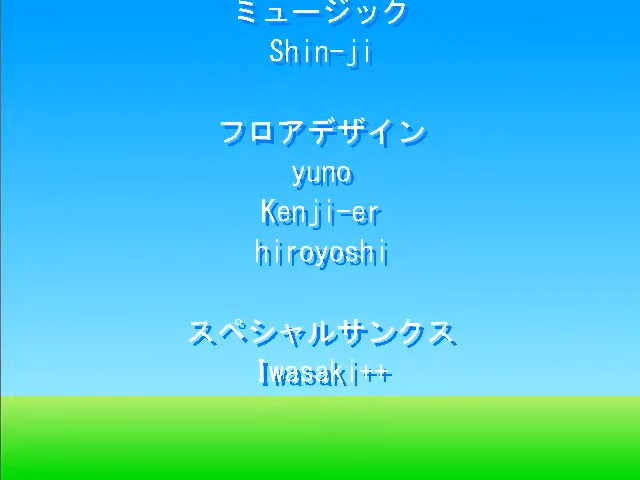 ミュージック
Shin-ji
フロアデザイン
yuno
Kenji-er
hiroyoshi
スペシャルサンクス
Iwasaki++